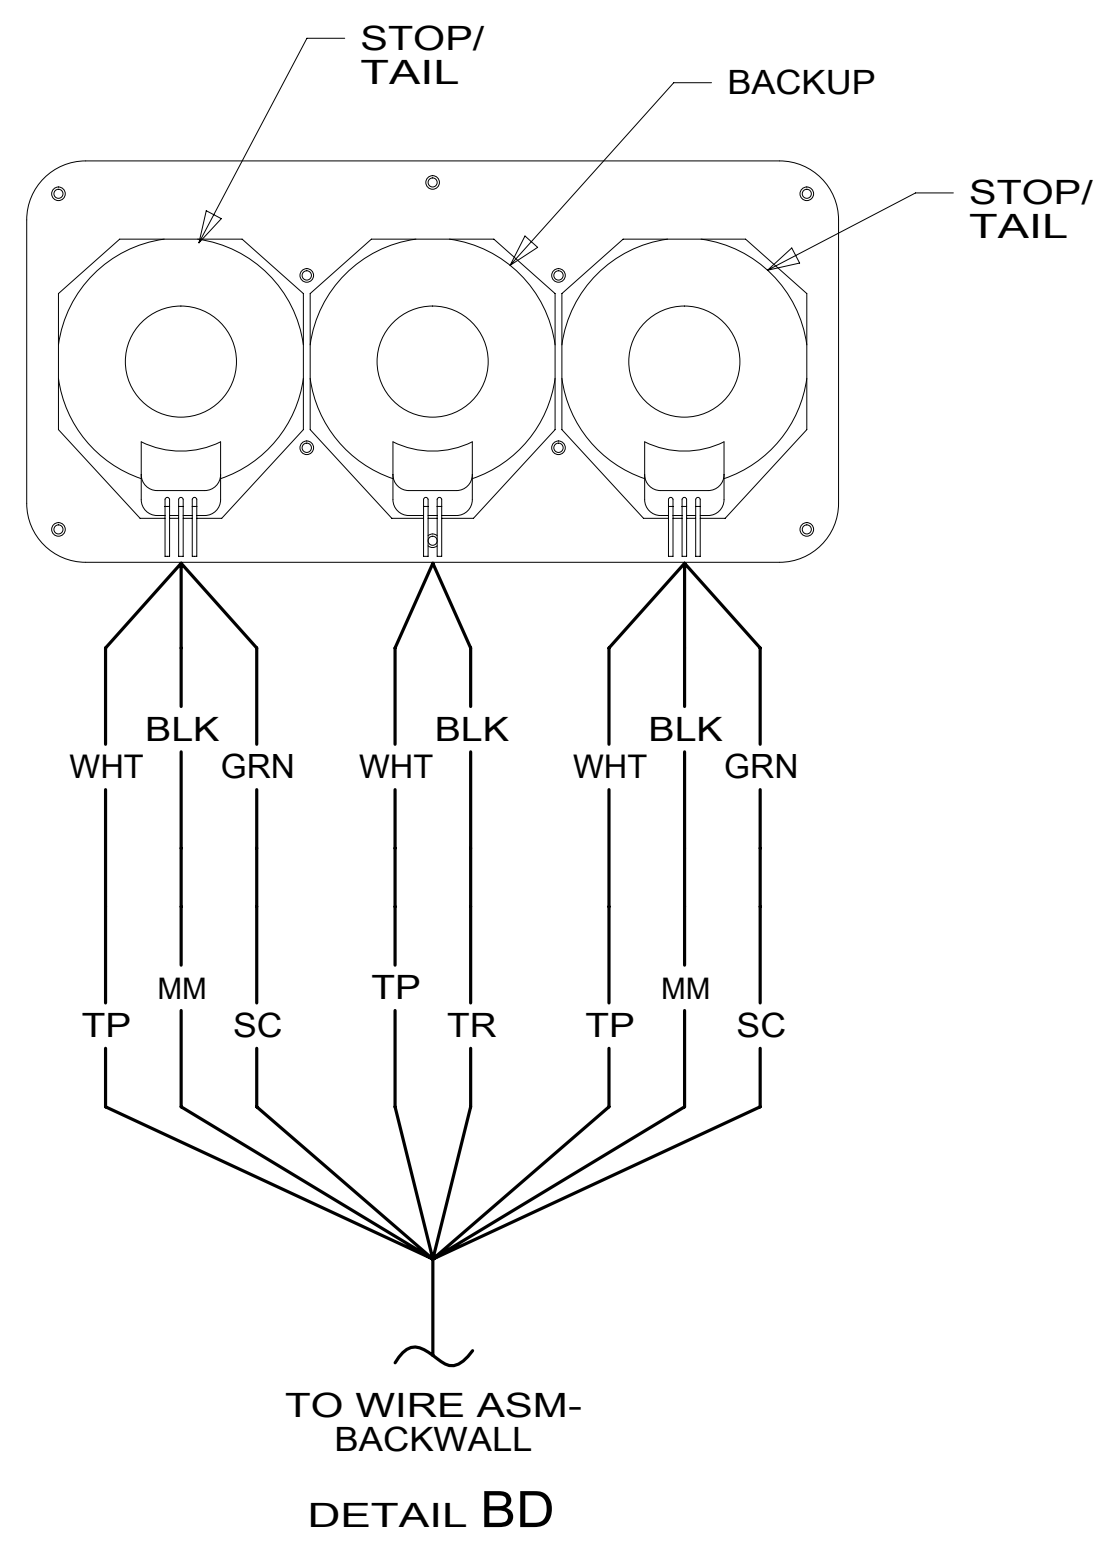 STOP/
TAIL
BACKUP
STOP/
TAIL
BLK
BLK
BLK
WHT
GRN
WHT
WHT
GRN
MM
TP
MM
TP
SC
TR
TP
SC
TO WIRE ASM-
BACKWALL
DETAIL BD